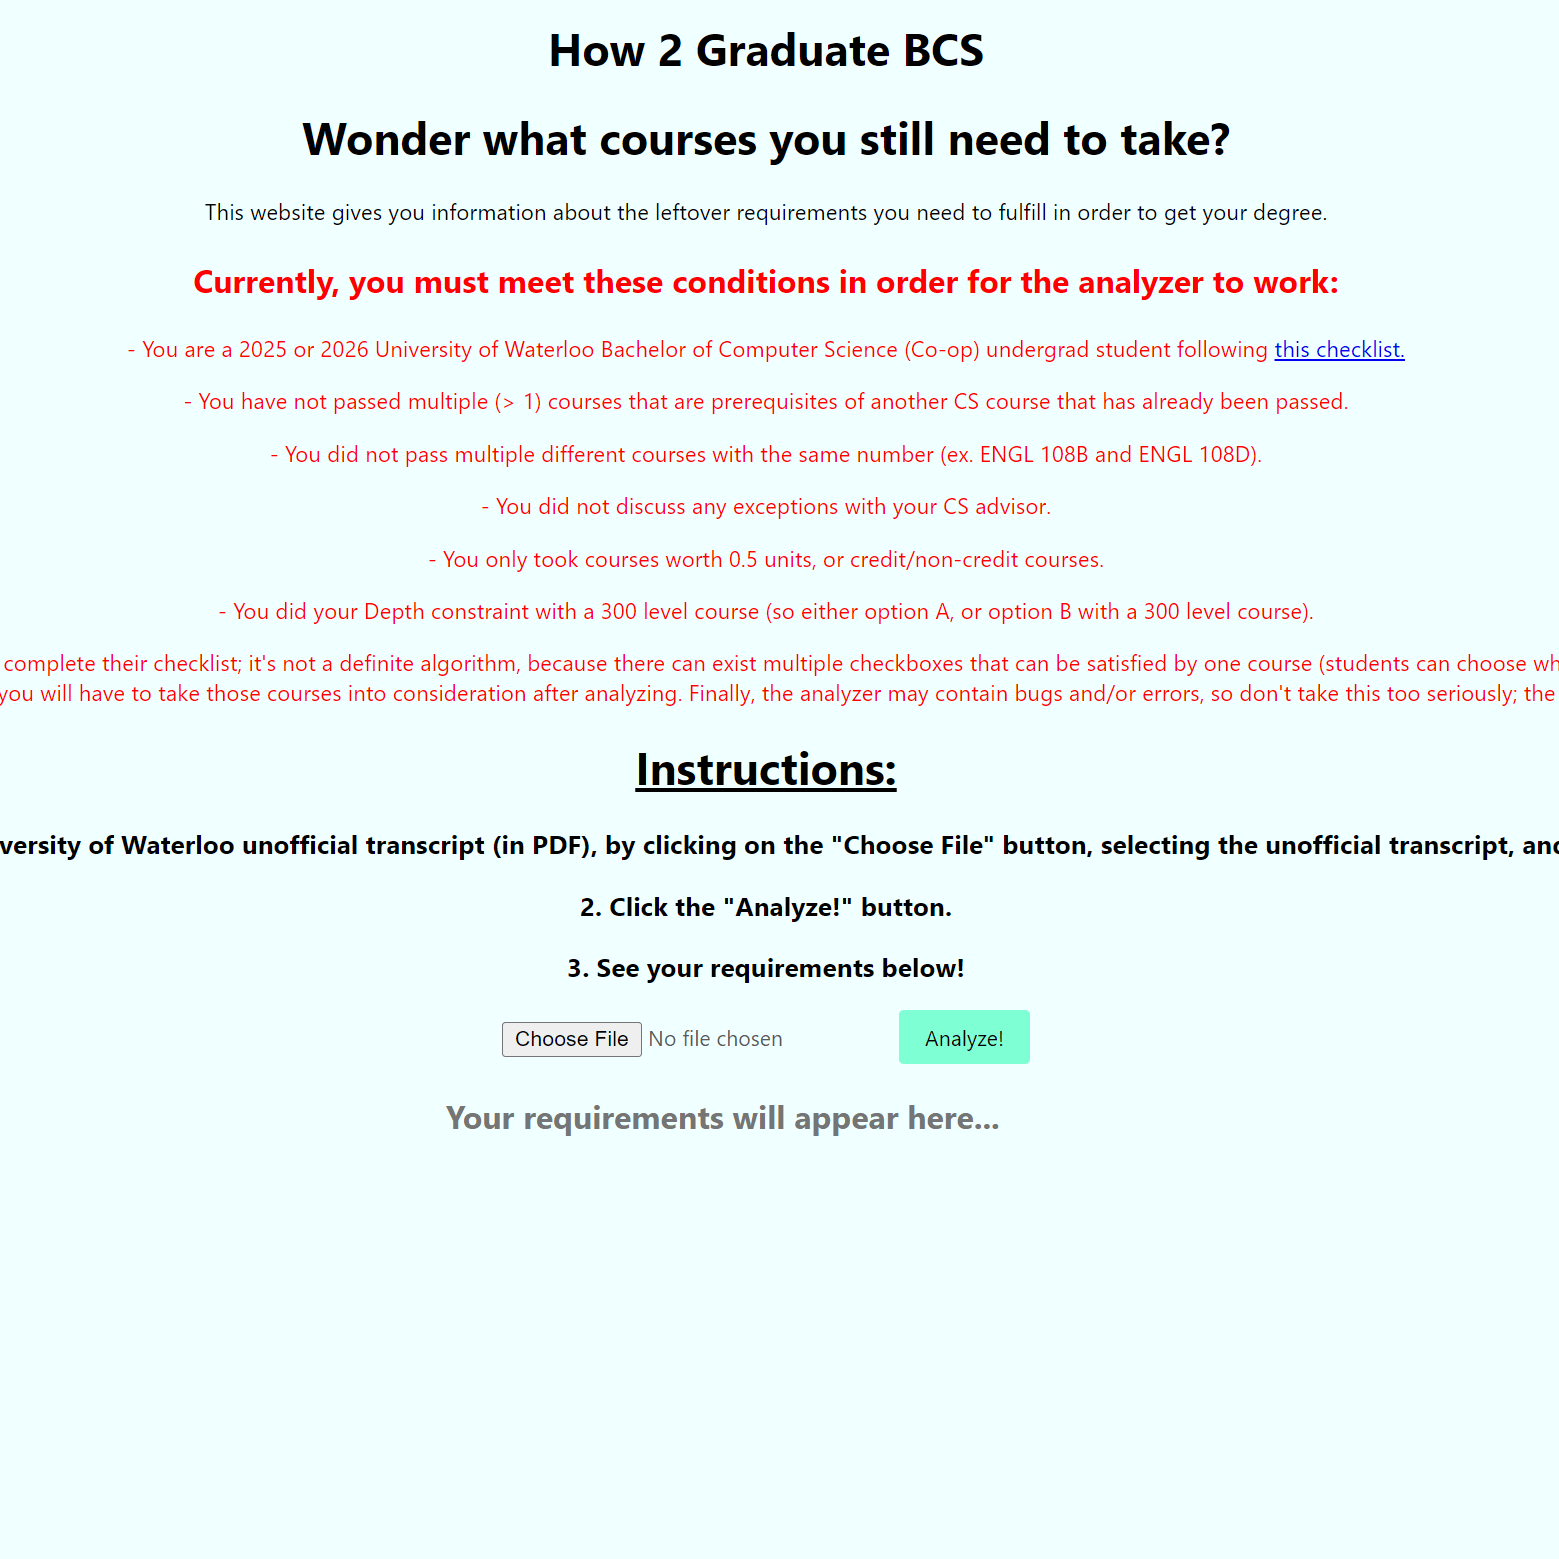 How 2 Graduate BCS
Wonder what courses you still need to take?
This website gives you information about the leftover requirements you need to fulfill in order to get your degree.
Currently, you must meet these conditions in order for the analyzer to work:
- You are a 2025 or 2026 University of Waterloo Bachelor of Computer Science (Co-op) undergrad student following this checklist.
- You have not passed multiple (> 1) courses that are prerequisites of another CS course that has already been passed.
- You did not pass multiple different courses with the same number (ex. ENGL 108B and ENGL 108D).
- You did not discuss any exceptions with your CS advisor.
- You only took courses worth 0.5 units, or credit/non-credit courses.
- You did your Depth constraint with a 300 level course (so either option A, or option B with a 300 level course).
complete their checklist; it's not a definite algorithm, because there can exist multiple checkboxes that can be satisfied by one course (students can choose wh
you will have to take those courses into consideration after analyzing. Finally, the analyzer may contain bugs and/or errors, so don't take this too seriously; the
Instructions:
versity of Waterloo unofficial transcript (in PDF), by clicking on the "Choose File" button, selecting the unofficial transcript, and
2. Click the "Analyze!" button.
3. See your requirements below!
Choose File No file chosen Analyze!
Your requirements will appear here...